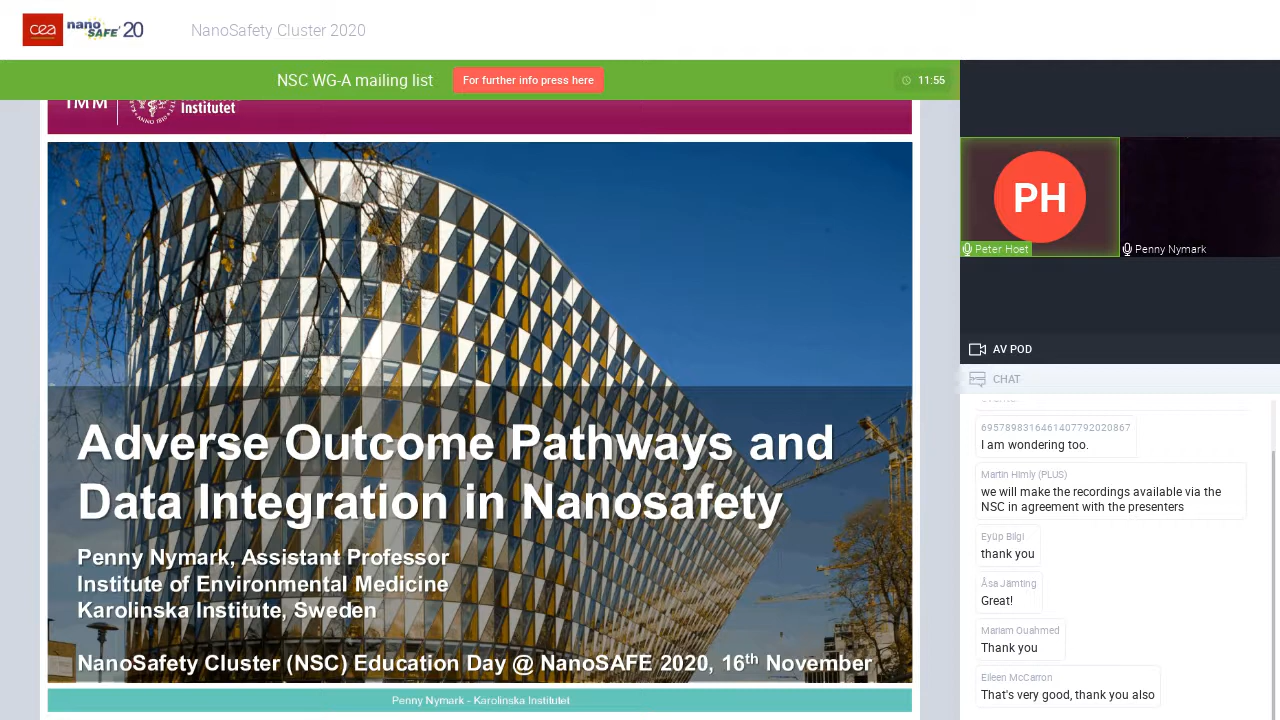 cea nano SAFE' 20
NanoSafety Cluster 2020
NSC WG-A mailing list
For further info press here
11:55
IMM
Institutet
ANNO 1810
Adverse Outcome Pathways and
Data Integration in Nanosafety
Penny Nymark, Assistant Professor
Institute of Environmental Medicine
Karolinska Institute, Sweden
NanoSafety Cluster (NSC) Education Day @ NanoSAFE 2020, 16th November
Penny Nymark - Karolinska Institutet
PH
Peter Hoet
Penny Nymark
AV POD
CHAT
6957898316461407792020867
I am wondering too.
Martin Himly (PLUS)
we will make the recordings available via the
NSC in agreement with the presenters
Eyüp Bilgi
thank you
Åsa Jämting
Great!
Mariam Ouahmed
Thank you
Eileen McCarron
That's very good, thank you also